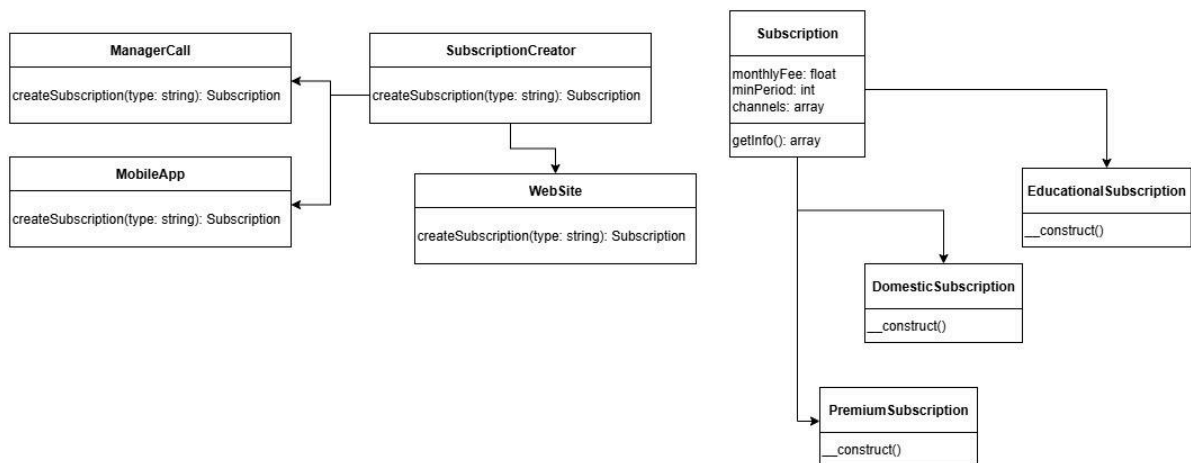 ManagerCall
createSubscription(type: string): Subscription
MobileApp
createSubscription(type: string): Subscription
SubscriptionCreator
createSubscription(type: string): Subscription
WebSite
createSubscription(type: string): Subscription
Subscription
monthlyFee: float
minPeriod: int
channels: array
getInfo(): array
EducationalSubscription
__construct()
DomesticSubscription
__construct()
PremiumSubscription
__construct()